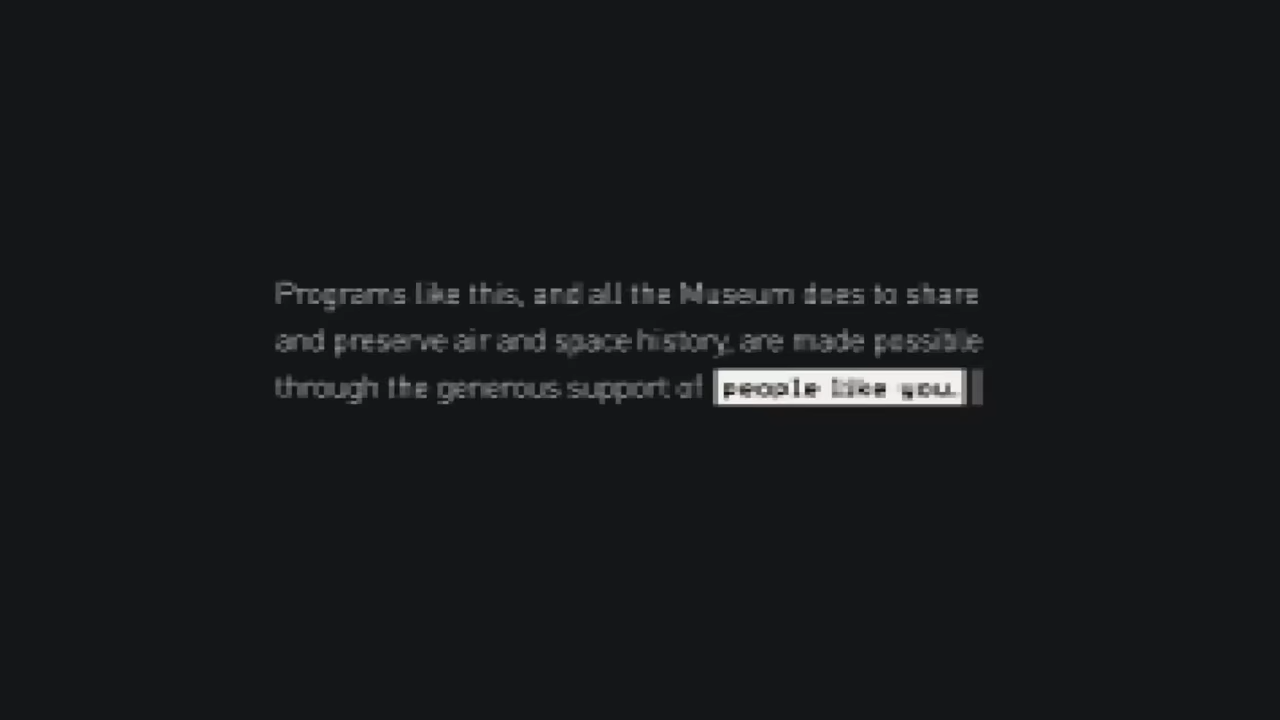 Programs like this, and all the Museum does to share
and preserve air and space history, are made possible
through the generous support of people like you.